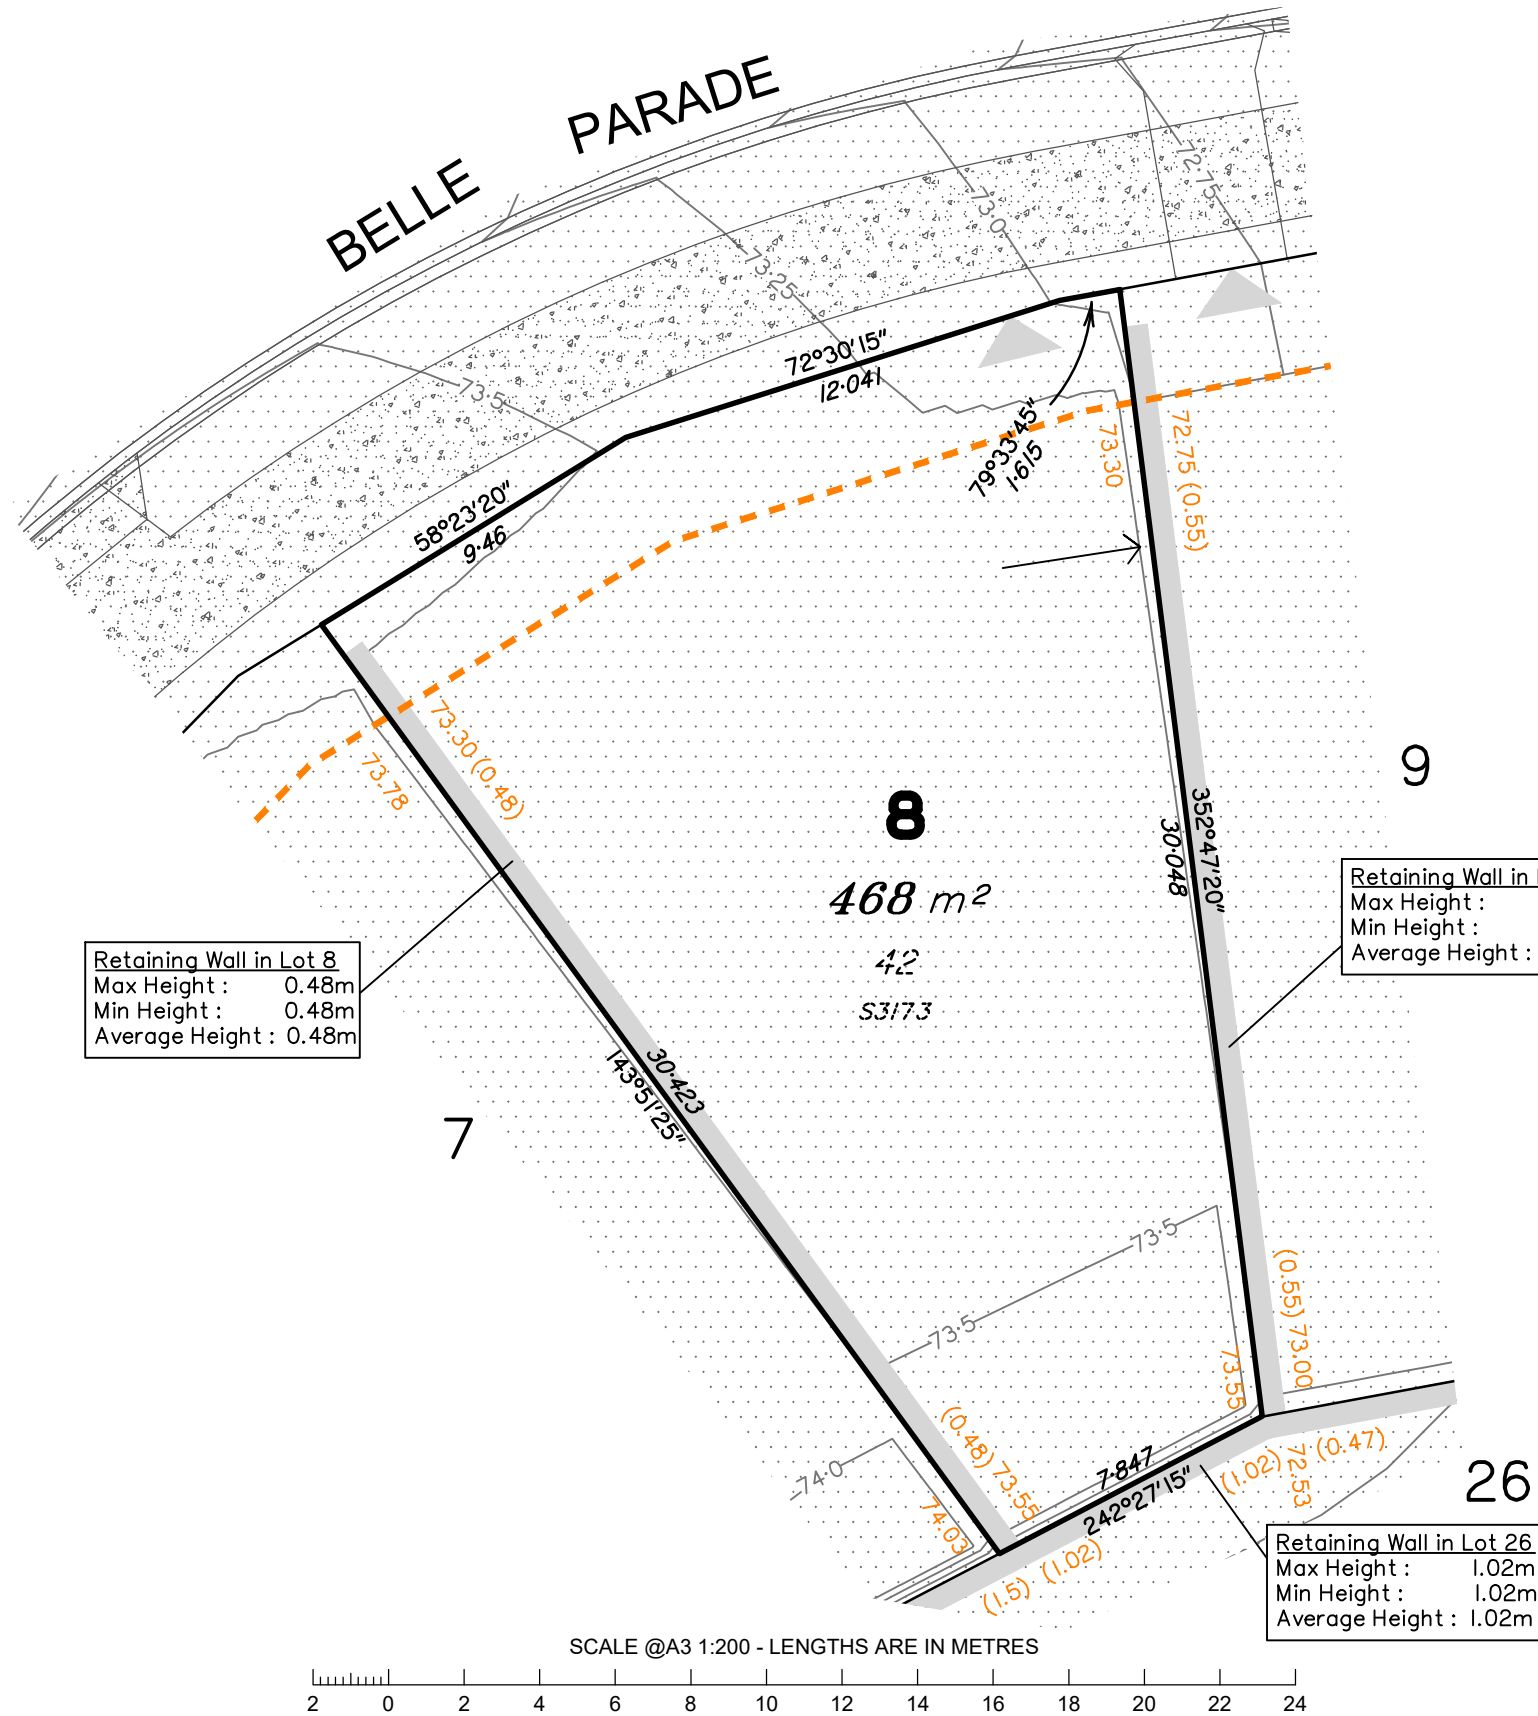 BELLE PARADE
72.75
73.0
73.25
73.5
72°30'15"
12.041
58°23'20"
9.46
79°33'45"
1.615
73.30
72.75 (0.55)
73.30 (0.48)
73.78
9
8
468 m²
42
S3173
352°47'20"
30.048
Retaining Wall in
Max Height :
Min Height :
Average Height :
Retaining Wall in Lot 8
Max Height : 0.48m
Min Height : 0.48m
Average Height : 0.48m
30.423
143°51'25"
7
73.5
73.5
(0.55) 73.00
73.55
(0.48) 73.55
74.0
74.03
7.847
242°27'15"
(1.02)
72.53
(0.47)
26
(1.5)
(1.02)
Retaining Wall in Lot 26
Max Height : 1.02m
Min Height : 1.02m
Average Height : 1.02m
SCALE @A3 1:200 - LENGTHS ARE IN METRES
2 0 2 4 6 8 10 12 14 16 18 20 22 24